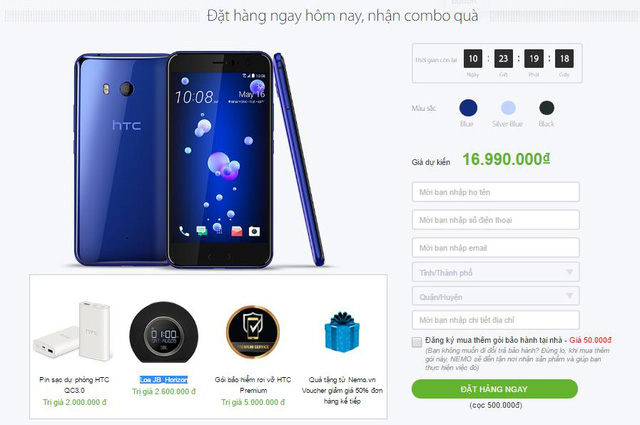 Đặt hàng ngay hôm nay, nhận combo quà
Thời gian còn lại
10 : 23 : 19 : 18
Ngày Giờ Phút Giây
10:08 May 16
hTC
hTC
Màu sắc
Blue Silver Blue Black
Giá dự kiến 16.990.000đ
Mời bạn nhập họ tên
Mời bạn nhập số điện thoại
Mời bạn nhập email
Tỉnh/Thành phố
Quận/Huyện
Mời bạn nhập chi tiết địa chỉ
Đăng ký mua thêm gói bảo hành tại nhà - Giá 50.000đ
(Bạn không muốn đi đổi trả bảo hành? Đừng lo, khi mua thêm
gói này, NEMO sẽ đến tận nơi nhận sản phẩm và giúp bạn
thực hiện việc đó)
ĐẶT HÀNG NGAY
(cọc 500.000đ)
1:00
PREMIUM SERVICE
Pin sạc dự phòng HTC
QC3.0
Trị giá 2.000.000 đ
Loa JB_Horizon
Trị giá 2.600.000 đ
Gói bảo hiểm rơi vỡ HTC
Premium
Trị giá 5.000.000 đ
Quà tặng từ Nemo.vn
Voucher giảm giá 50% đơn
hàng kế tiếp